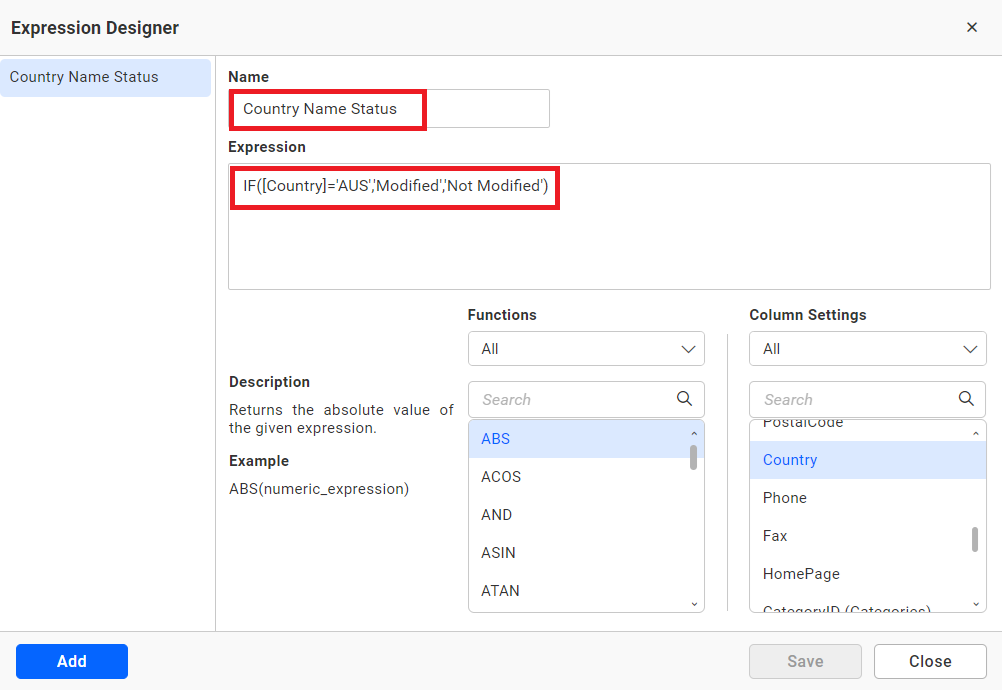 Expression Designer
Country Name Status
Name
Country Name Status
Expression
IF([Country]='AUS','Modified','Not Modified')
Functions
All
Search
ABS
ACOS
AND
ASIN
ATAN
Column Settings
All
Search
PostalCode
Country
Phone
Fax
HomePage
CategoryID (Categories)
Description
Returns the absolute value of
the given expression.
Example
ABS(numeric_expression)
Add
Save
Close